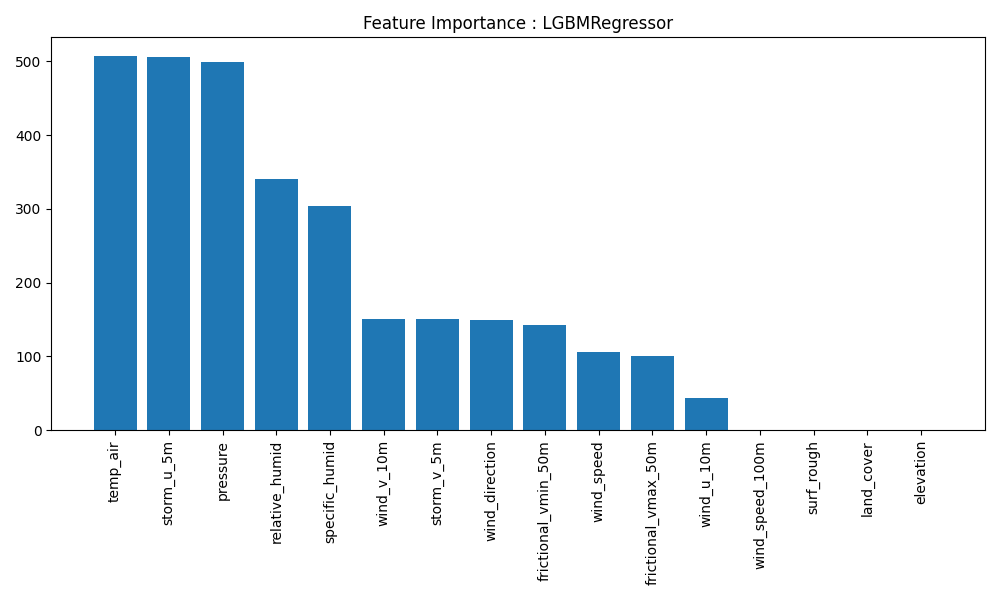 Feature Importance : LGBMRegressor
500
400
300
200
100
0
temp_air
storm_u_5m
pressure
relative_humid
specific_humid
wind_v_10m
storm_v_5m
wind_direction
frictional_vmin_50m
wind_speed
frictional_vmax_50m
wind_u_10m
wind_speed_100m
surf_rough
land_cover
elevation